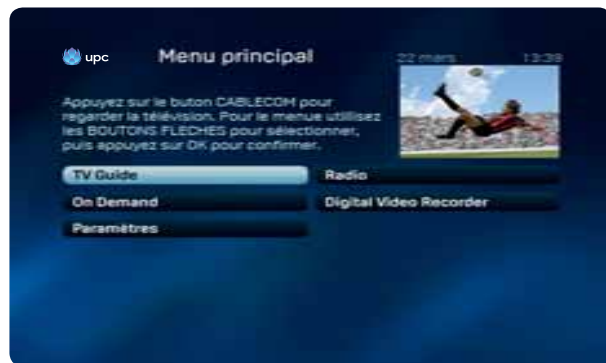 upc Menu principal 22 mars 13:39
Appuyez sur le buton CABLECOM pour
regarder la télévision. Pour le menue utilisez
les BOUTONS FLECHES pour sélectionner,
puis appuyez sur OK pour confirmer.
TV Guide Radio
On Demand Digital Video Recorder
Paramètres